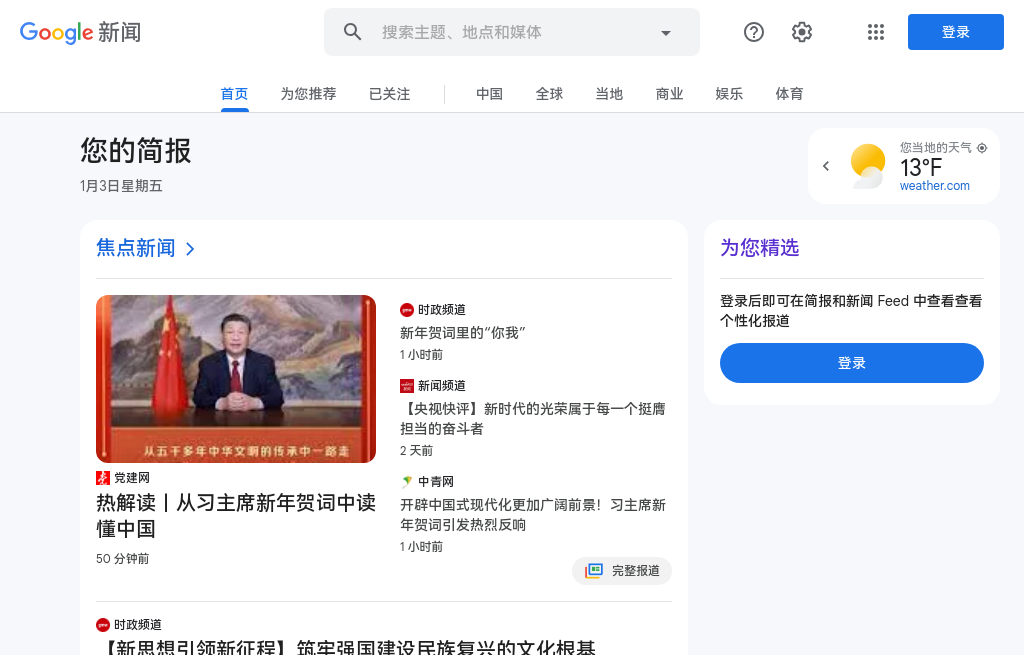 Google 新闻
搜索主题、地点和媒体
登录
首页
为您推荐
已关注
中国
全球
当地
商业
娱乐
体育
您的简报
1月3日星期五
您当地的天气
13°F
weather.com
焦点新闻
从五千多年中华文明的传承中一路走
党建网
热解读丨从习主席新年贺词中读
懂中国
50 分钟前
时政频道
新年贺词里的“你我”
1 小时前
新闻频道
【央视快评】新时代的光荣属于每一个挺膺
担当的奋斗者
2 天前
中青网
开辟中国式现代化更加广阔前景！习主席新
年贺词引发热烈反响
1 小时前
完整报道
为您精选
登录后即可在简报和新闻 Feed 中查看查看
个性化报道
登录
时政频道
【新思想引领新征程】筑牢强国建设民族复兴的文化根基